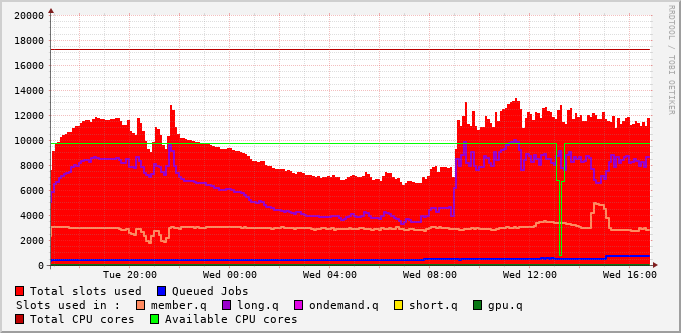 20000
18000
16000
14000
12000
10000
8000
6000
4000
2000
0
Tue 20:00 Wed 00:00 Wed 04:00 Wed 08:00 Wed 12:00 Wed 16:00
Total slots used Queued Jobs
Slots used in : member.q long.q ondemand.q short.q gpu.q
Total CPU cores Available CPU cores
RRDTOOL / TOBI OETIKER